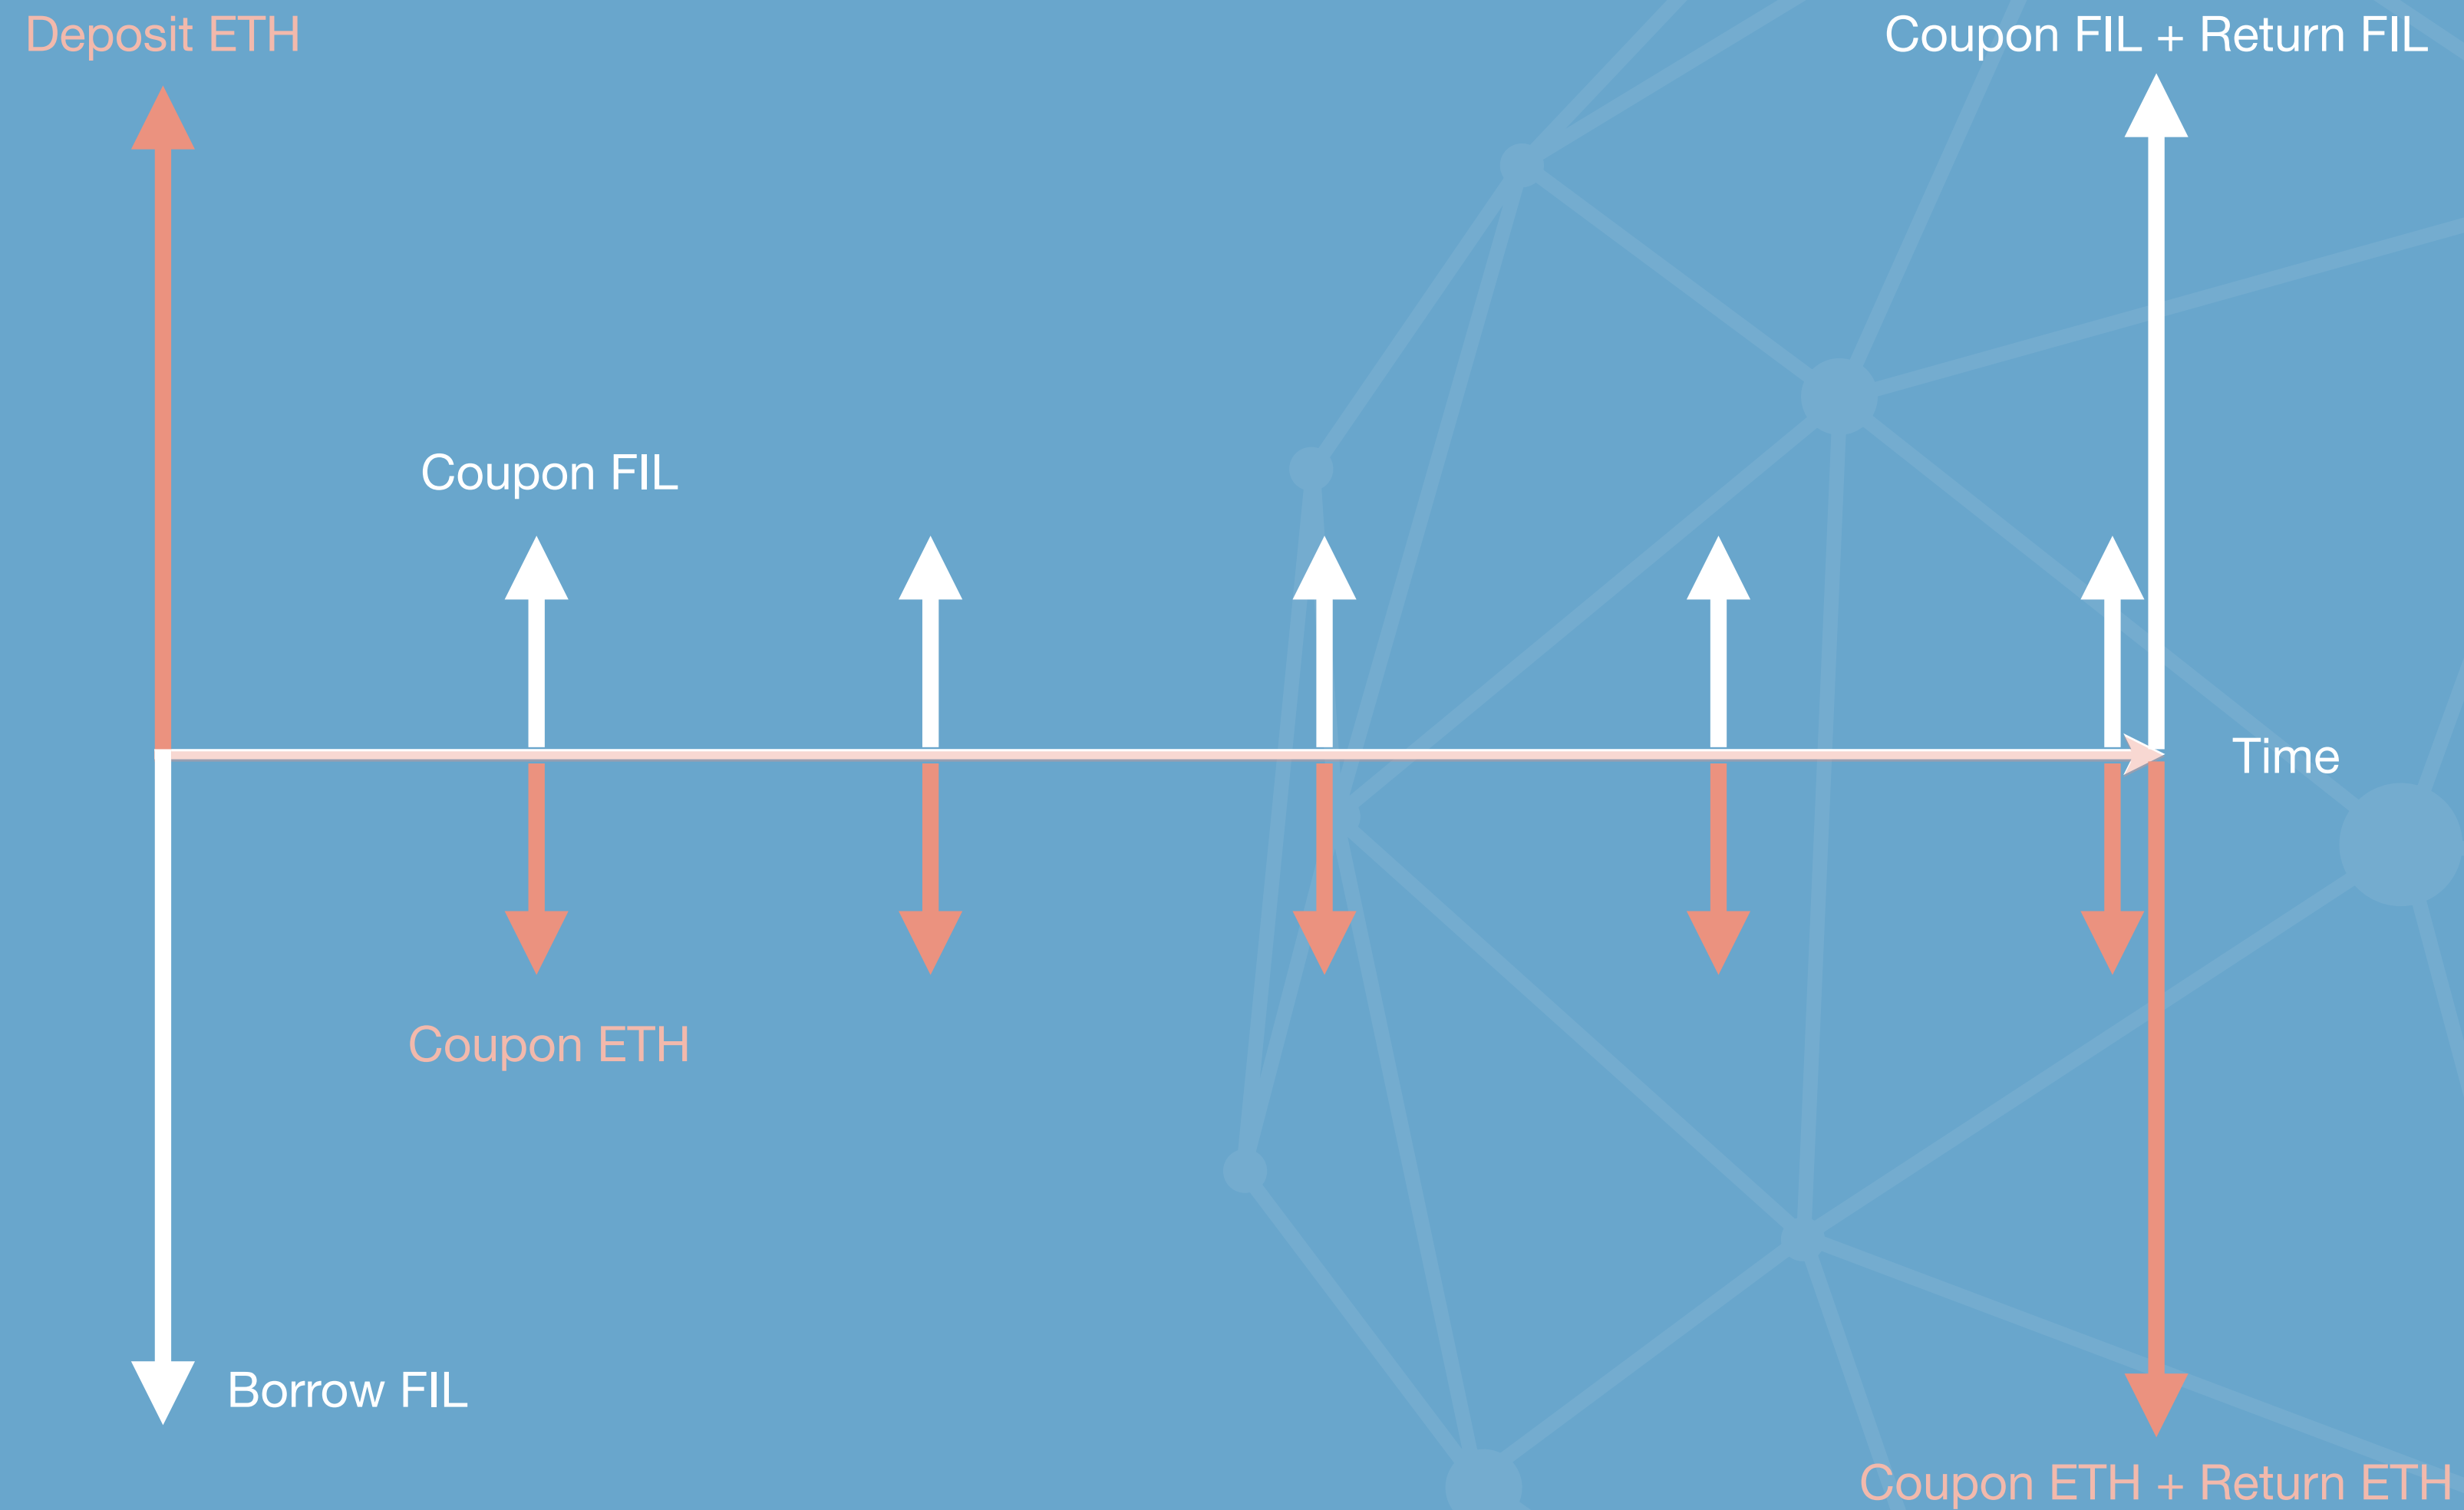 Deposit ETH
Coupon FIL + Return FIL
Coupon FIL
Time
Coupon ETH
Borrow FIL
Coupon ETH + Return ETH